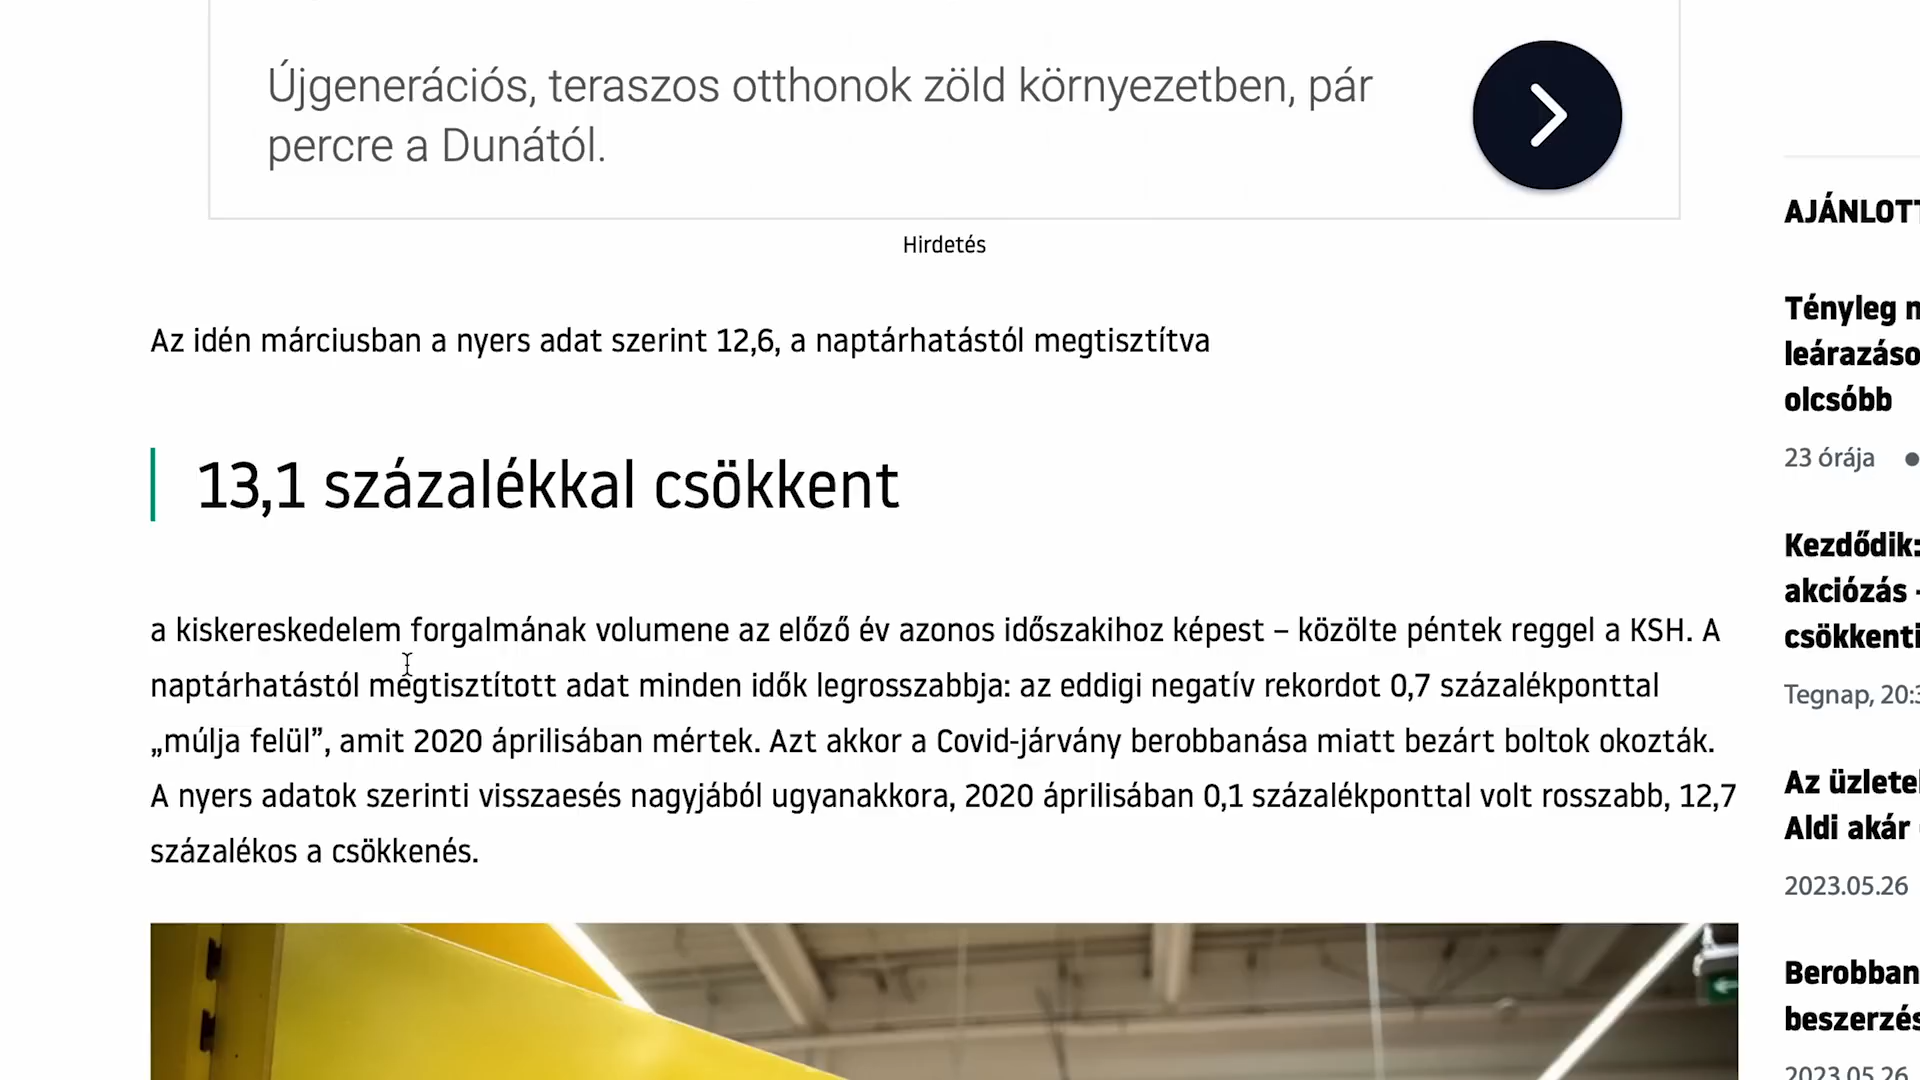 Újgenerációs, teraszos otthonok zöld környezetben, pár
percre a Dunától.
Hirdetés
Az idén márciusban a nyers adat szerint 12,6, a naptárhatástól megtisztítva
13,1 százalékkal csökkent
a kiskereskedelem forgalmának volumene az előző év azonos időszakihoz képest – közölte péntek reggel a KSH. A
naptárhatástól megtisztított adat minden idők legrosszabbja: az eddigi negatív rekordot 0,7 százalékponttal
„múlja felül”, amit 2020 áprilisában mértek. Azt akkor a Covid-járvány berobbanása miatt bezárt boltok okozták.
A nyers adatok szerinti visszaesés nagyjából ugyanakkora, 2020 áprilisában 0,1 százalékponttal volt rosszabb, 12,7
százalékos a csökkenés.
AJÁNLOTT
Tényleg
leárazáso
olcsóbb
23 órája
Kezdődik:
akciózás -
csökkenti
Tegnap, 20:3
Az üzlete
Aldi akár
2023.05.26
Berobban
beszerzés
2023.05.26